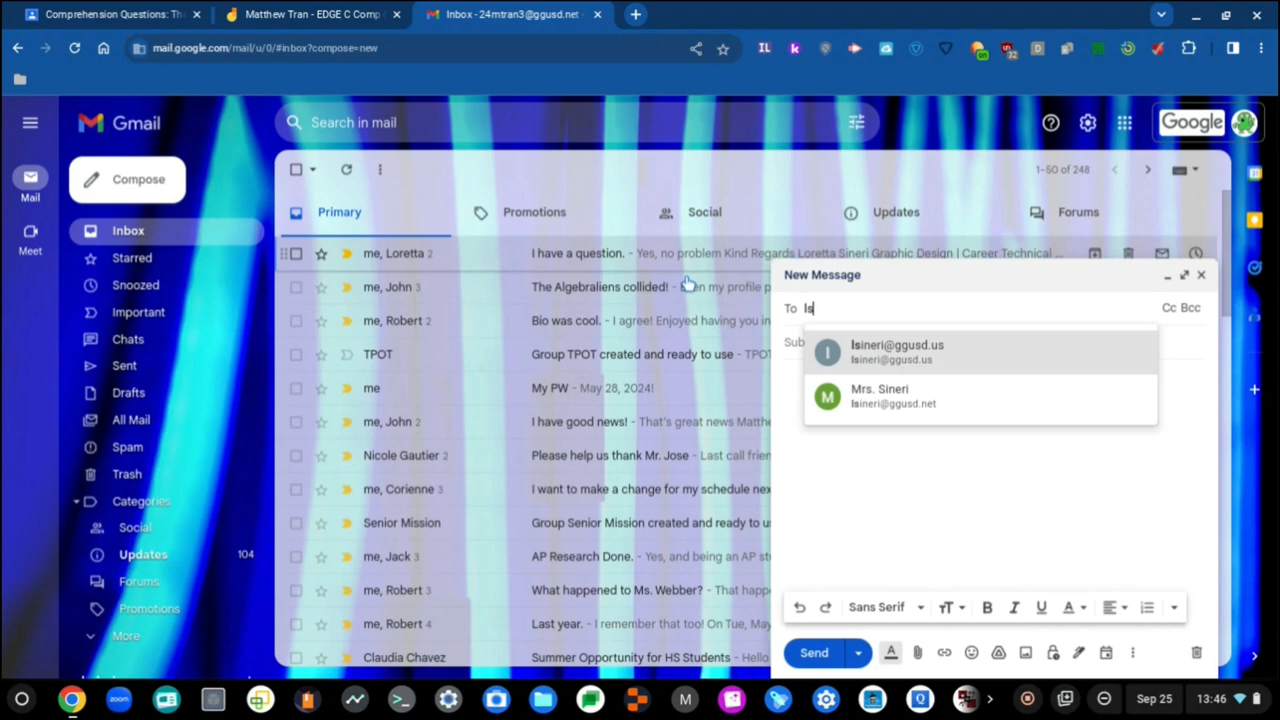 Comprehension Questions: Th
Matthew Tran - EDGE C Comp
Inbox - 24mtran3@ggusd.net -
mail.google.com/mail/u/0/#inbox?compose=new
Gmail
Search in mail
Google
Mail
Meet
Compose
Inbox
Starred
Snoozed
Important
Chats
Sent
Drafts
All Mail
Spam
Trash
Categories
Social
Updates 104
Forums
Promotions
More
1–50 of 248
Primary
Promotions
Social
Updates
Forums
me, Loretta 2 I have a question. - Yes, no problem Kind Regards Loretta Sineri Graphic Design | Career Technical ...
me, John 3 The Algebraliens collided! - en my profile p
me, Robert 2 Bio was cool. - I agree! Enjoyed having you in
TPOT Group TPOT created and ready to use - TPOT
me My PW - May 28, 2024!
me, John 2 I have good news! - That's great news Matthe
Nicole Gautier 2 Please help us thank Mr. Jose - Last call frien
me, Corienne 3 I want to make a change for my schedule nex
Senior Mission Group Senior Mission created and ready to us
me, Jack 3 AP Research Done. - Yes, and being an AP stu
me, Robert 3 What happened to Ms. Webber? - That happe
me, Robert 4 Last year. - I remember that too! On Tue, May
Claudia Chavez Summer Opportunity for HS Students - Hello
New Message
To ls
Cc Bcc
Sub
lsineri@ggusd.us
lsineri@ggusd.us
Mrs. Sineri
lsineri@ggusd.net
Sans Serif
Send
zoom
Sep 25
13:46